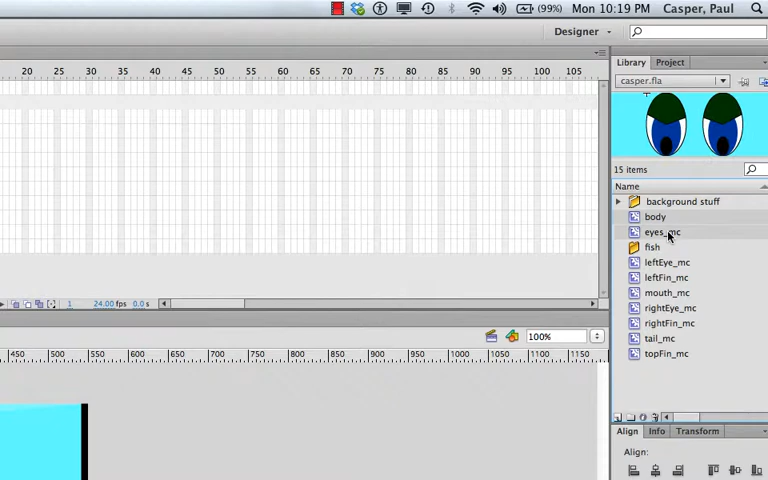 (99%) Mon 10:19 PM Casper, Paul
Designer
20 25 30 35 40 45 50 55 60 65 70 75 80 85 90 95 100 105
Library Project
casper.fla
15 items
Name
background stuff
body
eyes_mc
fish
leftEye_mc
leftFin_mc
mouth_mc
rightEye_mc
rightFin_mc
tail_mc
topFin_mc
1 24.00 fps 0.0 s
100%
450 500 550 600 650 700 750 800 850 900 950 1000 1050 1100 1150
Align Info Transform
Align: